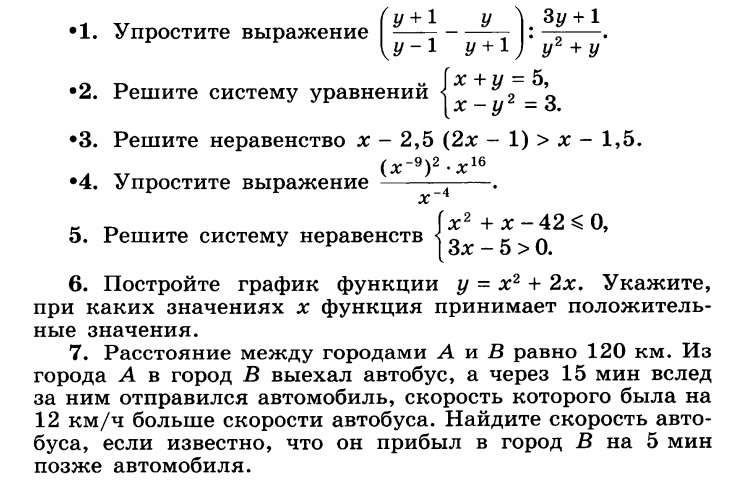 •1. Упростите выражение ((y + 1)/(y – 1) – y/(y + 1)) : (3y + 1)/(y² + y).
•2. Решите систему уравнений { x + y = 5, x – y² = 3.
•3. Решите неравенство x – 2,5 (2x – 1) > x – 1,5.
•4. Упростите выражение ((x⁻⁹)² · x¹⁶)/x⁻⁴.
5. Решите систему неравенств { x² + x – 42 ⩽ 0, 3x – 5 > 0.
6. Постройте график функции y = x² + 2x. Укажите,
при каких значениях x функция принимает положитель-
ные значения.
7. Расстояние между городами A и B равно 120 км. Из
города A в город B выехал автобус, а через 15 мин вслед
за ним отправился автомобиль, скорость которого была на
12 км/ч больше скорости автобуса. Найдите скорость авто-
буса, если известно, что он прибыл в город B на 5 мин
позже автомобиля.